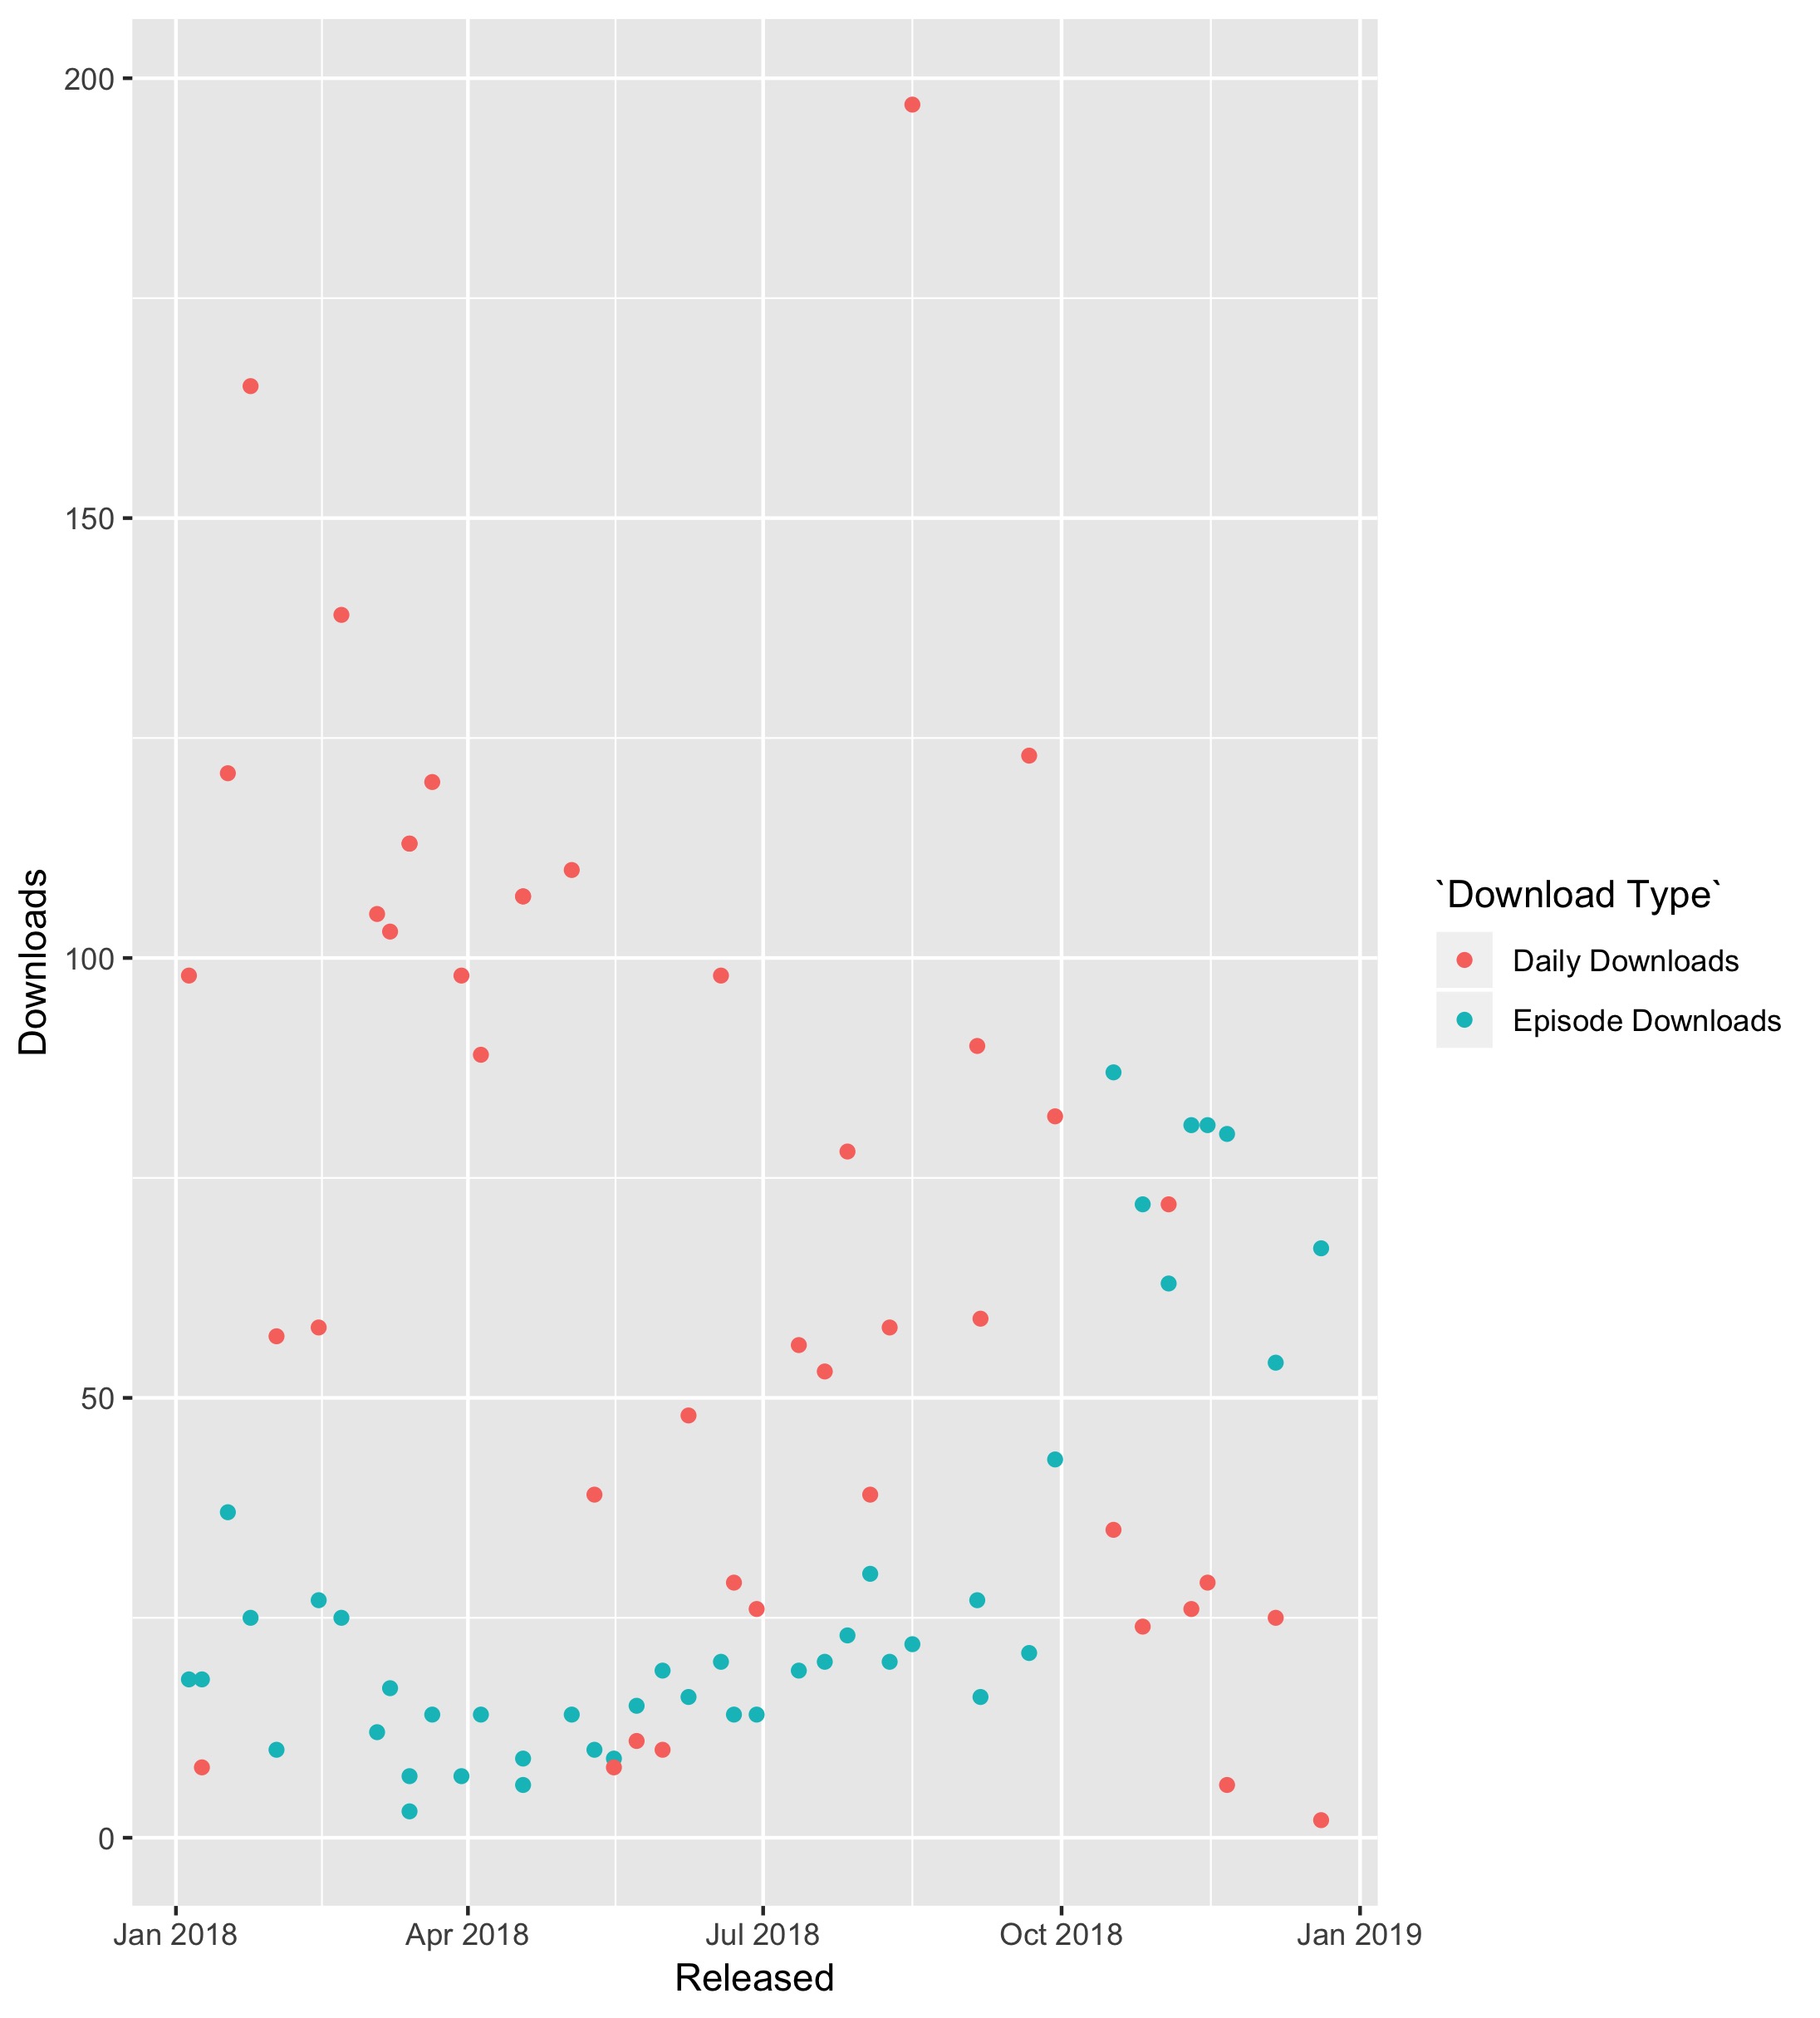 200
150
100
50
0
Downloads
Jan 2018
Apr 2018
Jul 2018
Oct 2018
Jan 2019
Released
`Download Type`
Daily Downloads
Episode Downloads